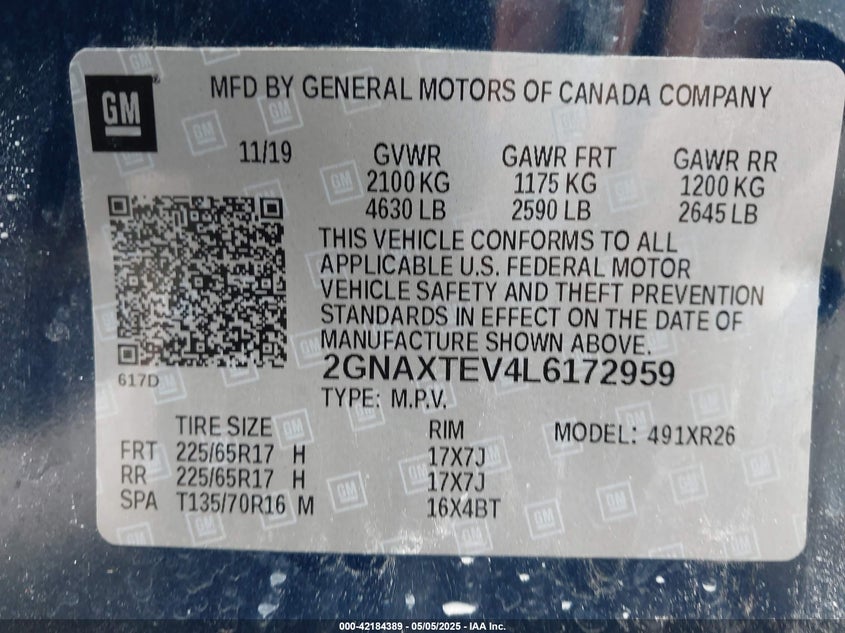 GM
MFD BY GENERAL MOTORS OF CANADA COMPANY
11/19 GVWR GAWR FRT GAWR RR
2100 KG 1175 KG 1200 KG
4630 LB 2590 LB 2645 LB
THIS VEHICLE CONFORMS TO ALL
APPLICABLE U.S. FEDERAL MOTOR
VEHICLE SAFETY AND THEFT PREVENTION
STANDARDS IN EFFECT ON THE DATE OF
MANUFACTURE SHOWN ABOVE.
617D
2GNAXTEV4L6172959
TYPE: M.P.V.
TIRE SIZE RIM MODEL: 491XR26
FRT 225/65R17 H 17X7J
RR 225/65R17 H 17X7J
SPA T135/70R16 M 16X4BT
000-42184389 - 05/05/2025 - IAA Inc.